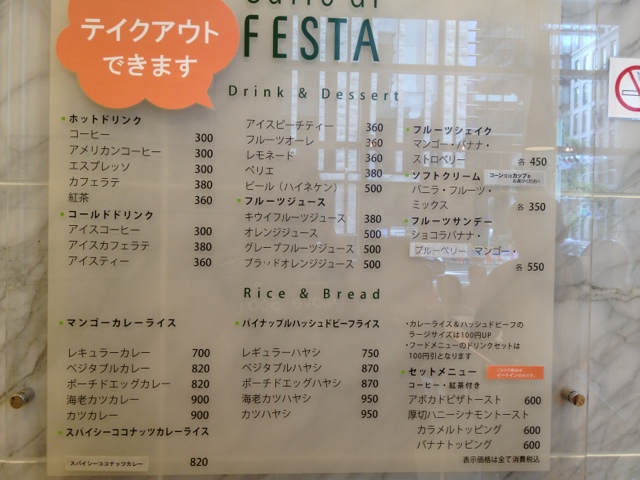 テイクアウト
できます
FESTA
Drink & Dessert
ホットドリンク
コーヒー 300
アメリカンコーヒー 300
エスプレッソ 300
カフェラテ 380
紅茶 360
コールドドリンク
アイスコーヒー 300
アイスカフェラテ 380
アイスティー 360
アイスピーチティー 360
フルーツオーレ 360
レモネード 360
ペリエ 380
ビール（ハイネケン） 500
フルーツジュース
キウイフルーツジュース 380
オレンジジュース 500
グレープフルーツジュース 500
ブラッドオレンジジュース 500
フルーツシェイク
マンゴー・バナナ・
ストロベリー 各 450
ソフトクリーム コーン又はカップを
お選びください
バニラ・フルーツ・
ミックス 各 350
フルーツサンデー
ショコラバナナ・
ブルーベリー マンゴー・
各 550
Rice & Bread
マンゴーカレーライス
レギュラーカレー 700
ベジタブルカレー 820
ポーチドエッグカレー 820
海老カツカレー 900
カツカレー 900
スパイシーココナッツカレーライス
スパイシーココナッツカレー 820
パイナップルハッシュドビーフライス
レギュラーハヤシ 750
ベジタブルハヤシ 870
ポーチドエッグハヤシ 870
海老カツハヤシ 950
カツハヤシ 950
・カレーライス＆ハッシュドビーフの
ラージサイズは100円UP
・フードメニューのドリンクセットは
100円引となります
セットメニュー
コーヒー・紅茶付き
アボカドピザトースト 600
厚切ハニーシナモントースト
カラメルトッピング 600
バナナトッピング 600
表示価格は全て消費税込